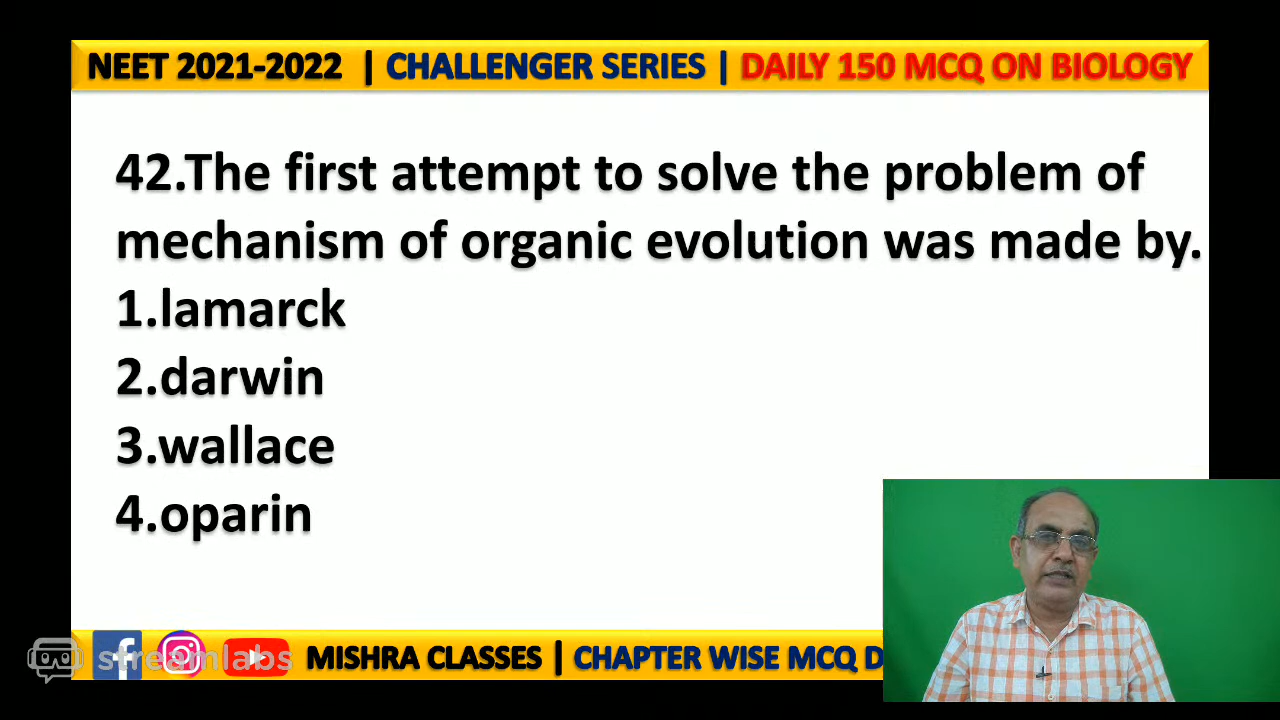 NEET 2021-2022 | CHALLENGER SERIES | DAILY 150 MCQ ON BIOLOGY
42.The first attempt to solve the problem of
mechanism of organic evolution was made by.
1.lamarck
2.darwin
3.wallace
4.oparin
streamlabs
MISHRA CLASSES | CHAPTER WISE MCQ D